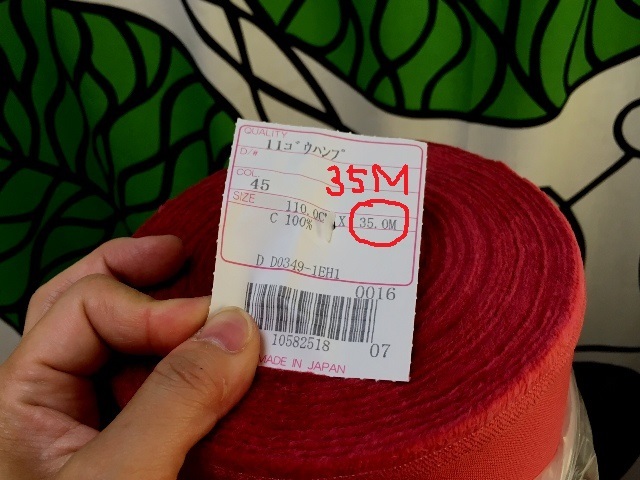 QUALITY
11ゴウハンプ
D/#
COL. 35M
45
SIZE
110.0C X 35.0M
C 100%
D D0349-1EH1
0016
10582518 07
MADE IN JAPAN